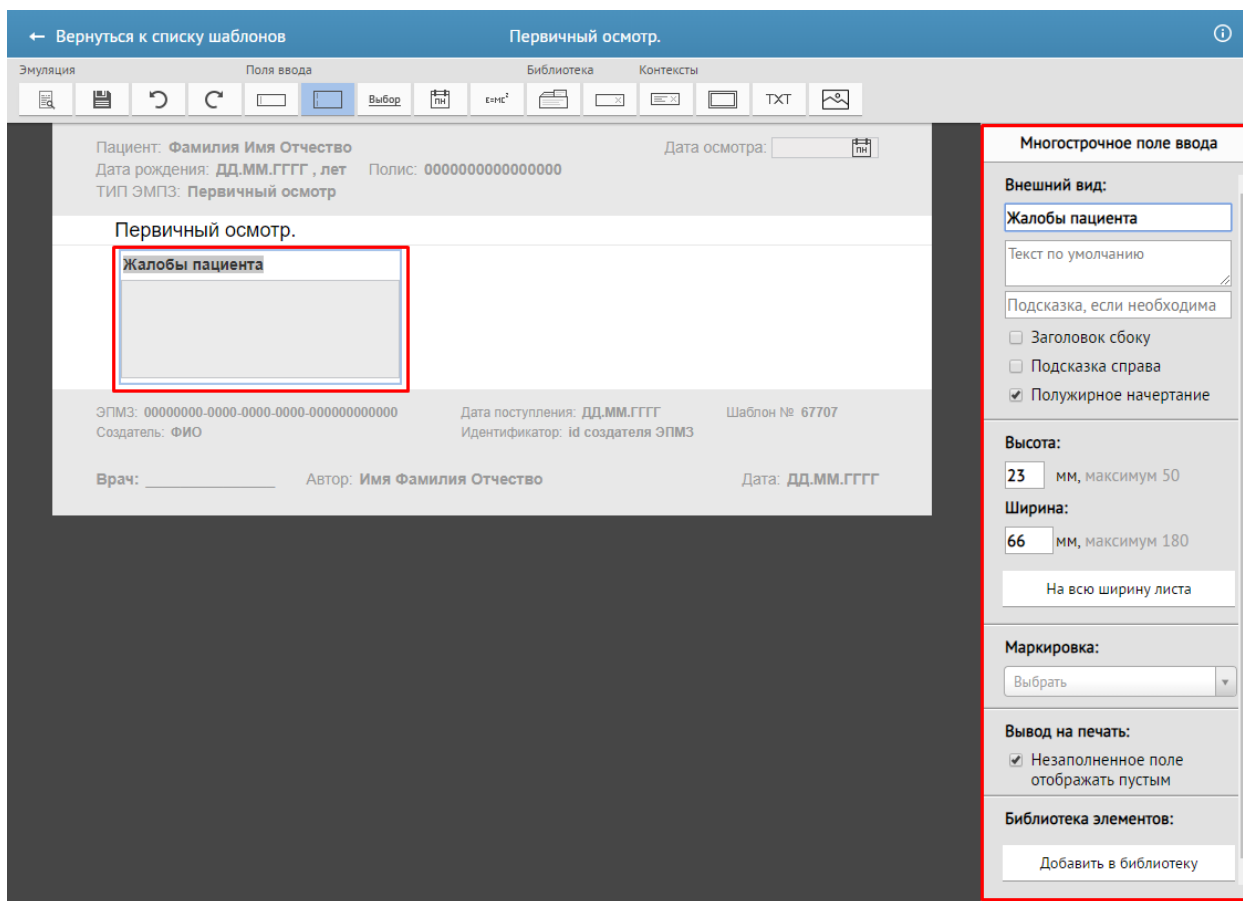 ← Вернуться к списку шаблонов
Первичный осмотр.
Эмуляция
Поля ввода
Библиотека
Контексты
Выбор
ПН
E=MC²
TXT
Пациент: Фамилия Имя Отчество
Дата осмотра:
ПН
Дата рождения: ДД.ММ.ГГГГ , лет Полис: 0000000000000000
ТИП ЭМПЗ: Первичный осмотр
Первичный осмотр.
Жалобы пациента
ЭПМЗ: 00000000-0000-0000-0000-000000000000
Дата поступления: ДД.ММ.ГГГГ
Шаблон № 67707
Создатель: ФИО
Идентификатор: id создателя ЭПМЗ
Врач: _______________
Автор: Имя Фамилия Отчество
Дата: ДД.ММ.ГГГГ
Многострочное поле ввода
Внешний вид:
Жалобы пациента
Текст по умолчанию
Подсказка, если необходима
Заголовок сбоку
Подсказка справа
Полужирное начертание
Высота:
23 мм, максимум 50
Ширина:
66 мм, максимум 180
На всю ширину листа
Маркировка:
Выбрать
Вывод на печать:
Незаполненное поле
отображать пустым
Библиотека элементов:
Добавить в библиотеку